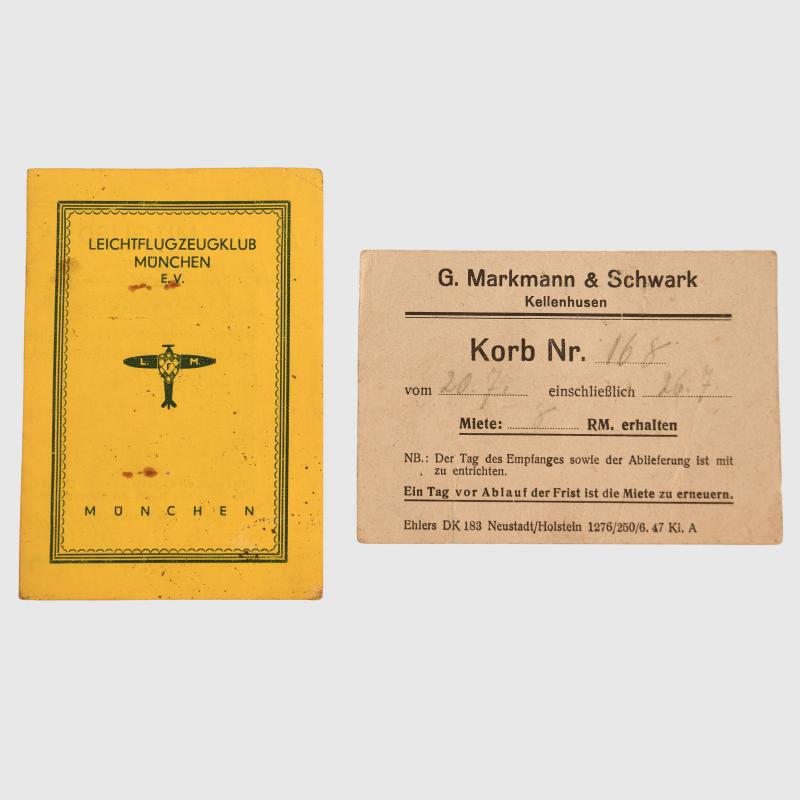 LEICHTFLUGZEUGKLUB
MÜNCHEN
E.V.
L. F. M.
MÜNCHEN
G. Markmann & Schwark
Kellenhusen
Korb Nr. 168
vom 20.7. einschließlich 26.7.
Miete: 8 RM. erhalten
NB.: Der Tag des Empfanges sowie der Ablieferung ist mit
zu entrichten.
Ein Tag vor Ablauf der Frist ist die Miete zu erneuern.
Ehlers DK 183 Neustadt/Holstein 1276/250/6. 47 Ki. A